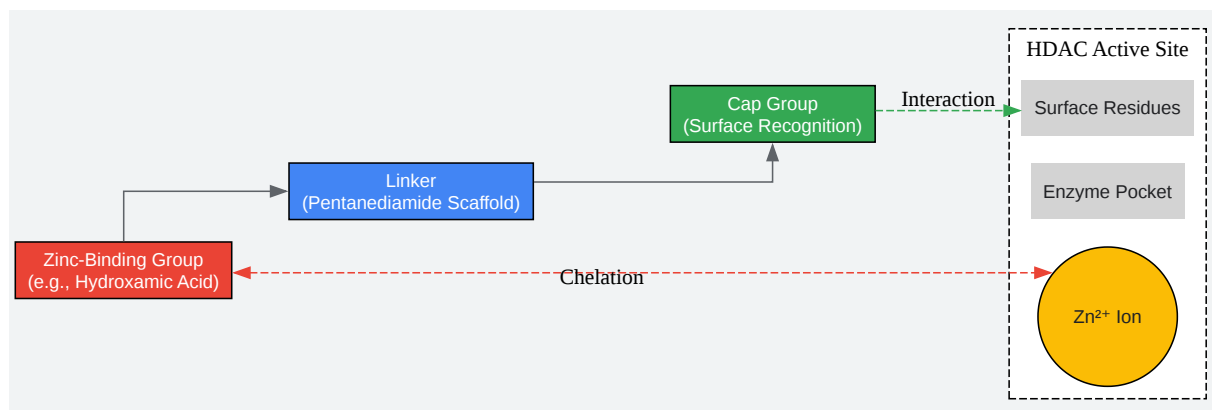 HDAC Active Site
Cap Group
(Surface Recognition)
Interaction
Surface Residues
Linker
(Pentanediamide Scaffold)
Enzyme Pocket
Zinc-Binding Group
(e.g., Hydroxamic Acid)
Chelation
Zn²⁺ Ion